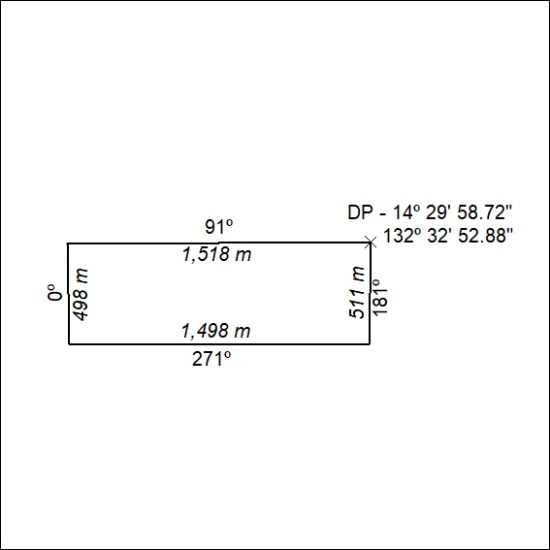 DP - 14º 29' 58.72"
132º 32' 52.88"
91º
1,518 m
0º
498 m
511 m
181º
1,498 m
271º